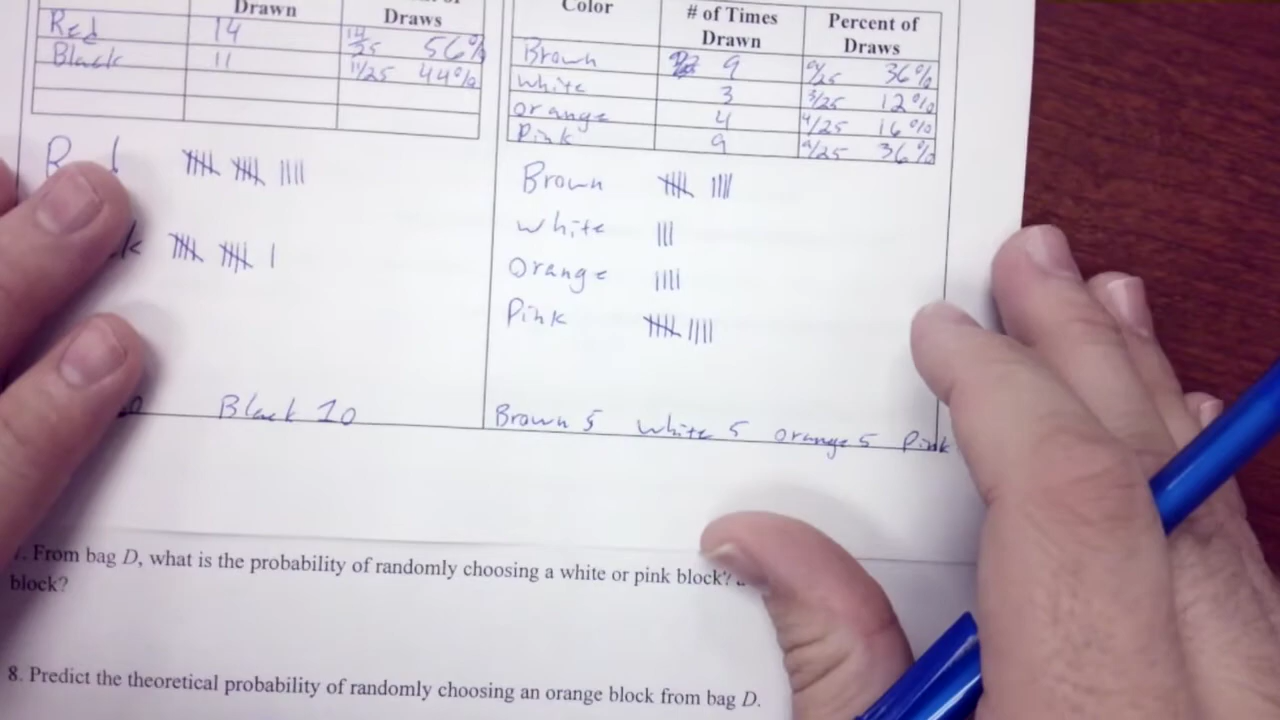 Drawn
Draws
Red 14 14/25 56%
Black 11 11/25 44%
Color # of Times Drawn Percent of Draws
Brown 9 9/25 36%
White 3 3/25 12%
Orange 4 4/25 16%
Pink 9 9/25 36%
Brown
White
Orange
Pink
Black 10
Brown 5 White 5 Orange 5 Pink
7. From bag D, what is the probability of randomly choosing a white or pink block?
block?
8. Predict the theoretical probability of randomly choosing an orange block from bag D.